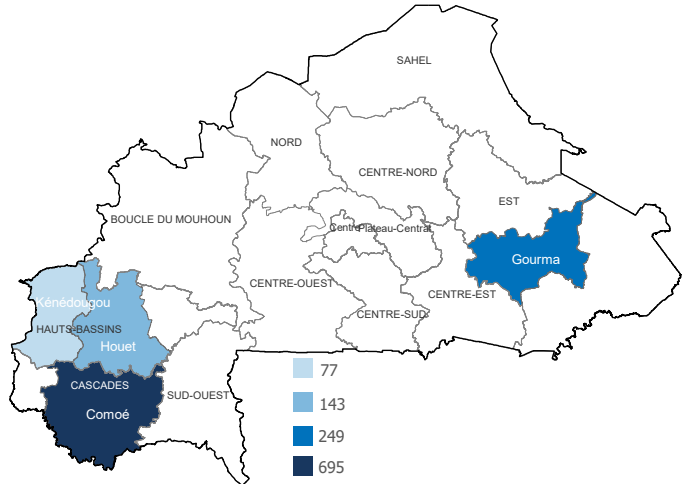 SAHEL
NORD
CENTRE-NORD
EST
BOUCLE DU MOUHOUN
Centre
Plateau-Central
Gourma
CENTRE-OUEST
CENTRE-EST
Kénédougou
CENTRE-SUD
HAUTS-BASSINS
Houet
CASCADES
SUD-OUEST
Comoé
77
143
249
695